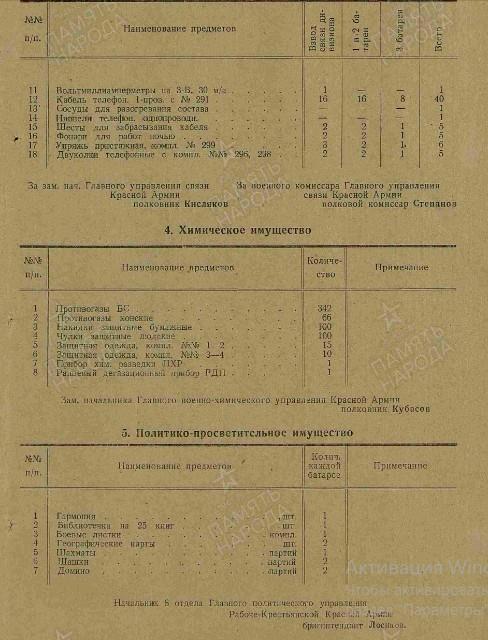 №№ п/п. Наименование предметов Взвод связи дивизиона 1 и 2 батареи 3 батареи Всего
11 Вольтмиллиамперметры на 3 В, 30 м/а 1 — — 1
12 Кабель телефон. 1-пров. с № 291 16 16 8 40
13 Сосуды для разогревания состава — — 1
14 телефон. однопроводн. — — — 1
15 Шесты для забрасывания кабеля 2 2 1 5
16 Фонари для работ ночью 2 2 1 5
17 Упряжь пристяжная, компл. № 299 3 2 1 6
18 Двуколки телефонные с компл. №№ 296, 298 2 2 1 5
За зам. нач. Главного управления связи
Красной Армии
полковник Кисляков
За военного комиссара Главного управления
связи Красной Армии
полковой комиссар Степанов
4. Химическое имущество
№№ п/п. Наименование предметов Количество Примечание
1 Противогазы БС 342
2 Противогазы конские 66
3 Накидки защитные бумажные 100
4 Чулки защитные людские 100
5 Защитная одежда, компл. №№ 1—2 15
6 Защитная одежда, компл. №№ 3—4 10
7 Прибор хим. разведки ПХР 1
8 Ранцевый дегазационный прибор РДП 1
Зам. начальника Главного военно-химического управления Красной Армии
полковник Кубасов
5. Политико-просветительное имущество
№№ п/п. Наименование предметов Колич. каждой батарее Примечание
1 Гармония шт. 1
2 Библиотечка на 25 книг шт. 1
3 Боевые листки компл. 1
4 Географические карты шт. 2
5 Шахматы партий 1
6 Шашки партий 2
7 Домино партий 2
Начальник 8 отдела Главного политического управления
Рабоче-Крестьянской Красной Армии
бригинтендант Лосиков.
ПАМЯТЬ НАРОДА
Активация Wind
Чтобы активировать
"Параметры"